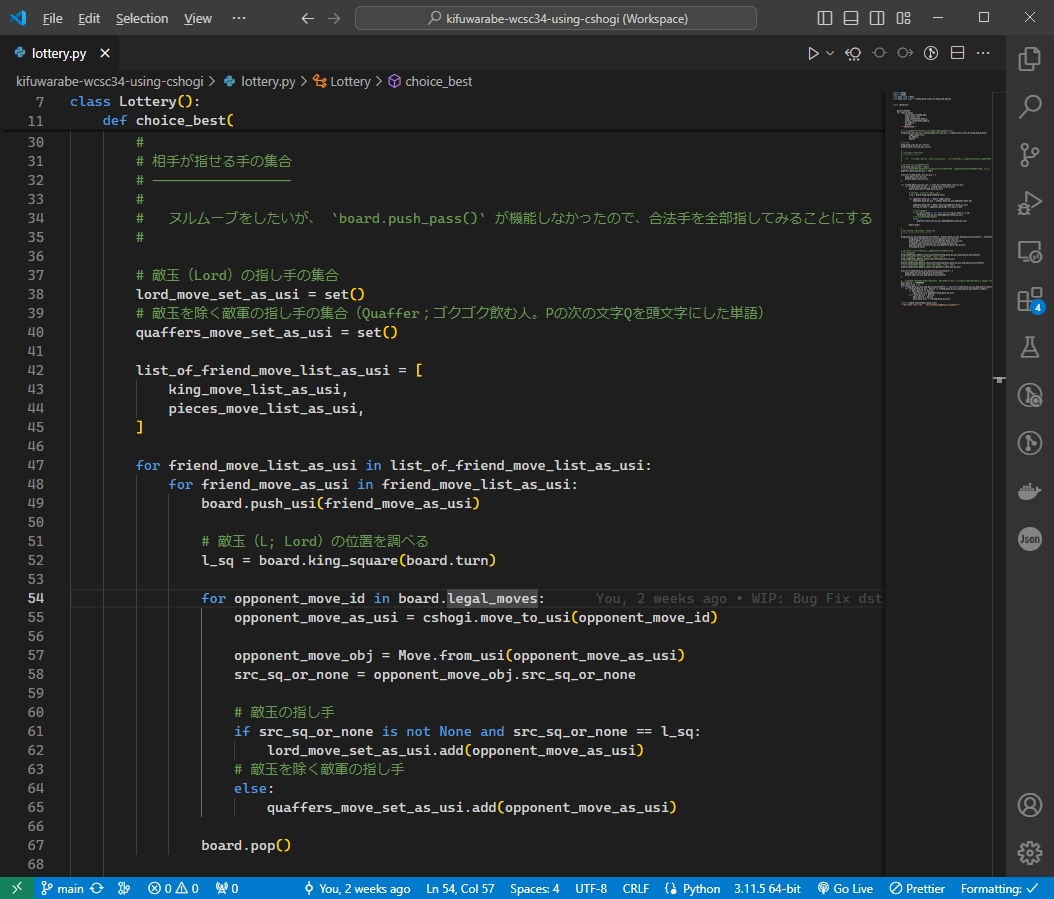 File Edit Selection View ··· kifuwarabe-wcsc34-using-cshogi (Workspace)
lottery.py
kifuwarabe-wcsc34-using-cshogi > lottery.py > Lottery > choice_best
7 class Lottery():
11 def choice_best(
30 #
31 # 相手が指せる手の集合
32 # -----------------
33 #
34 # ヌルムーブをしたいが、 `board.push_pass()` が機能しなかったので、合法手を全部指してみることにする
35 #
36
37 # 敵玉（Lord）の指し手の集合
38 lord_move_set_as_usi = set()
39 # 敵玉を除く敵軍の指し手の集合（Quaffer；ゴクゴク飲む人。Pの次の文字Qを頭文字にした単語）
40 quaffers_move_set_as_usi = set()
41
42 list_of_friend_move_list_as_usi = [
43 king_move_list_as_usi,
44 pieces_move_list_as_usi,
45 ]
46
47 for friend_move_list_as_usi in list_of_friend_move_list_as_usi:
48 for friend_move_as_usi in friend_move_list_as_usi:
49 board.push_usi(friend_move_as_usi)
50
51 # 敵玉（L; Lord）の位置を調べる
52 l_sq = board.king_square(board.turn)
53
54 for opponent_move_id in board.legal_moves: You, 2 weeks ago • WIP: Bug Fix dst
55 opponent_move_as_usi = cshogi.move_to_usi(opponent_move_id)
56
57 opponent_move_obj = Move.from_usi(opponent_move_as_usi)
58 src_sq_or_none = opponent_move_obj.src_sq_or_none
59
60 # 敵玉の指し手
61 if src_sq_or_none is not None and src_sq_or_none == l_sq:
62 lord_move_set_as_usi.add(opponent_move_as_usi)
63 # 敵玉を除く敵軍の指し手
64 else:
65 quaffers_move_set_as_usi.add(opponent_move_as_usi)
66
67 board.pop()
68
4
Json
main 0 0 0 You, 2 weeks ago Ln 54, Col 57 Spaces: 4 UTF-8 CRLF Python 3.11.5 64-bit Go Live Prettier Formatting: